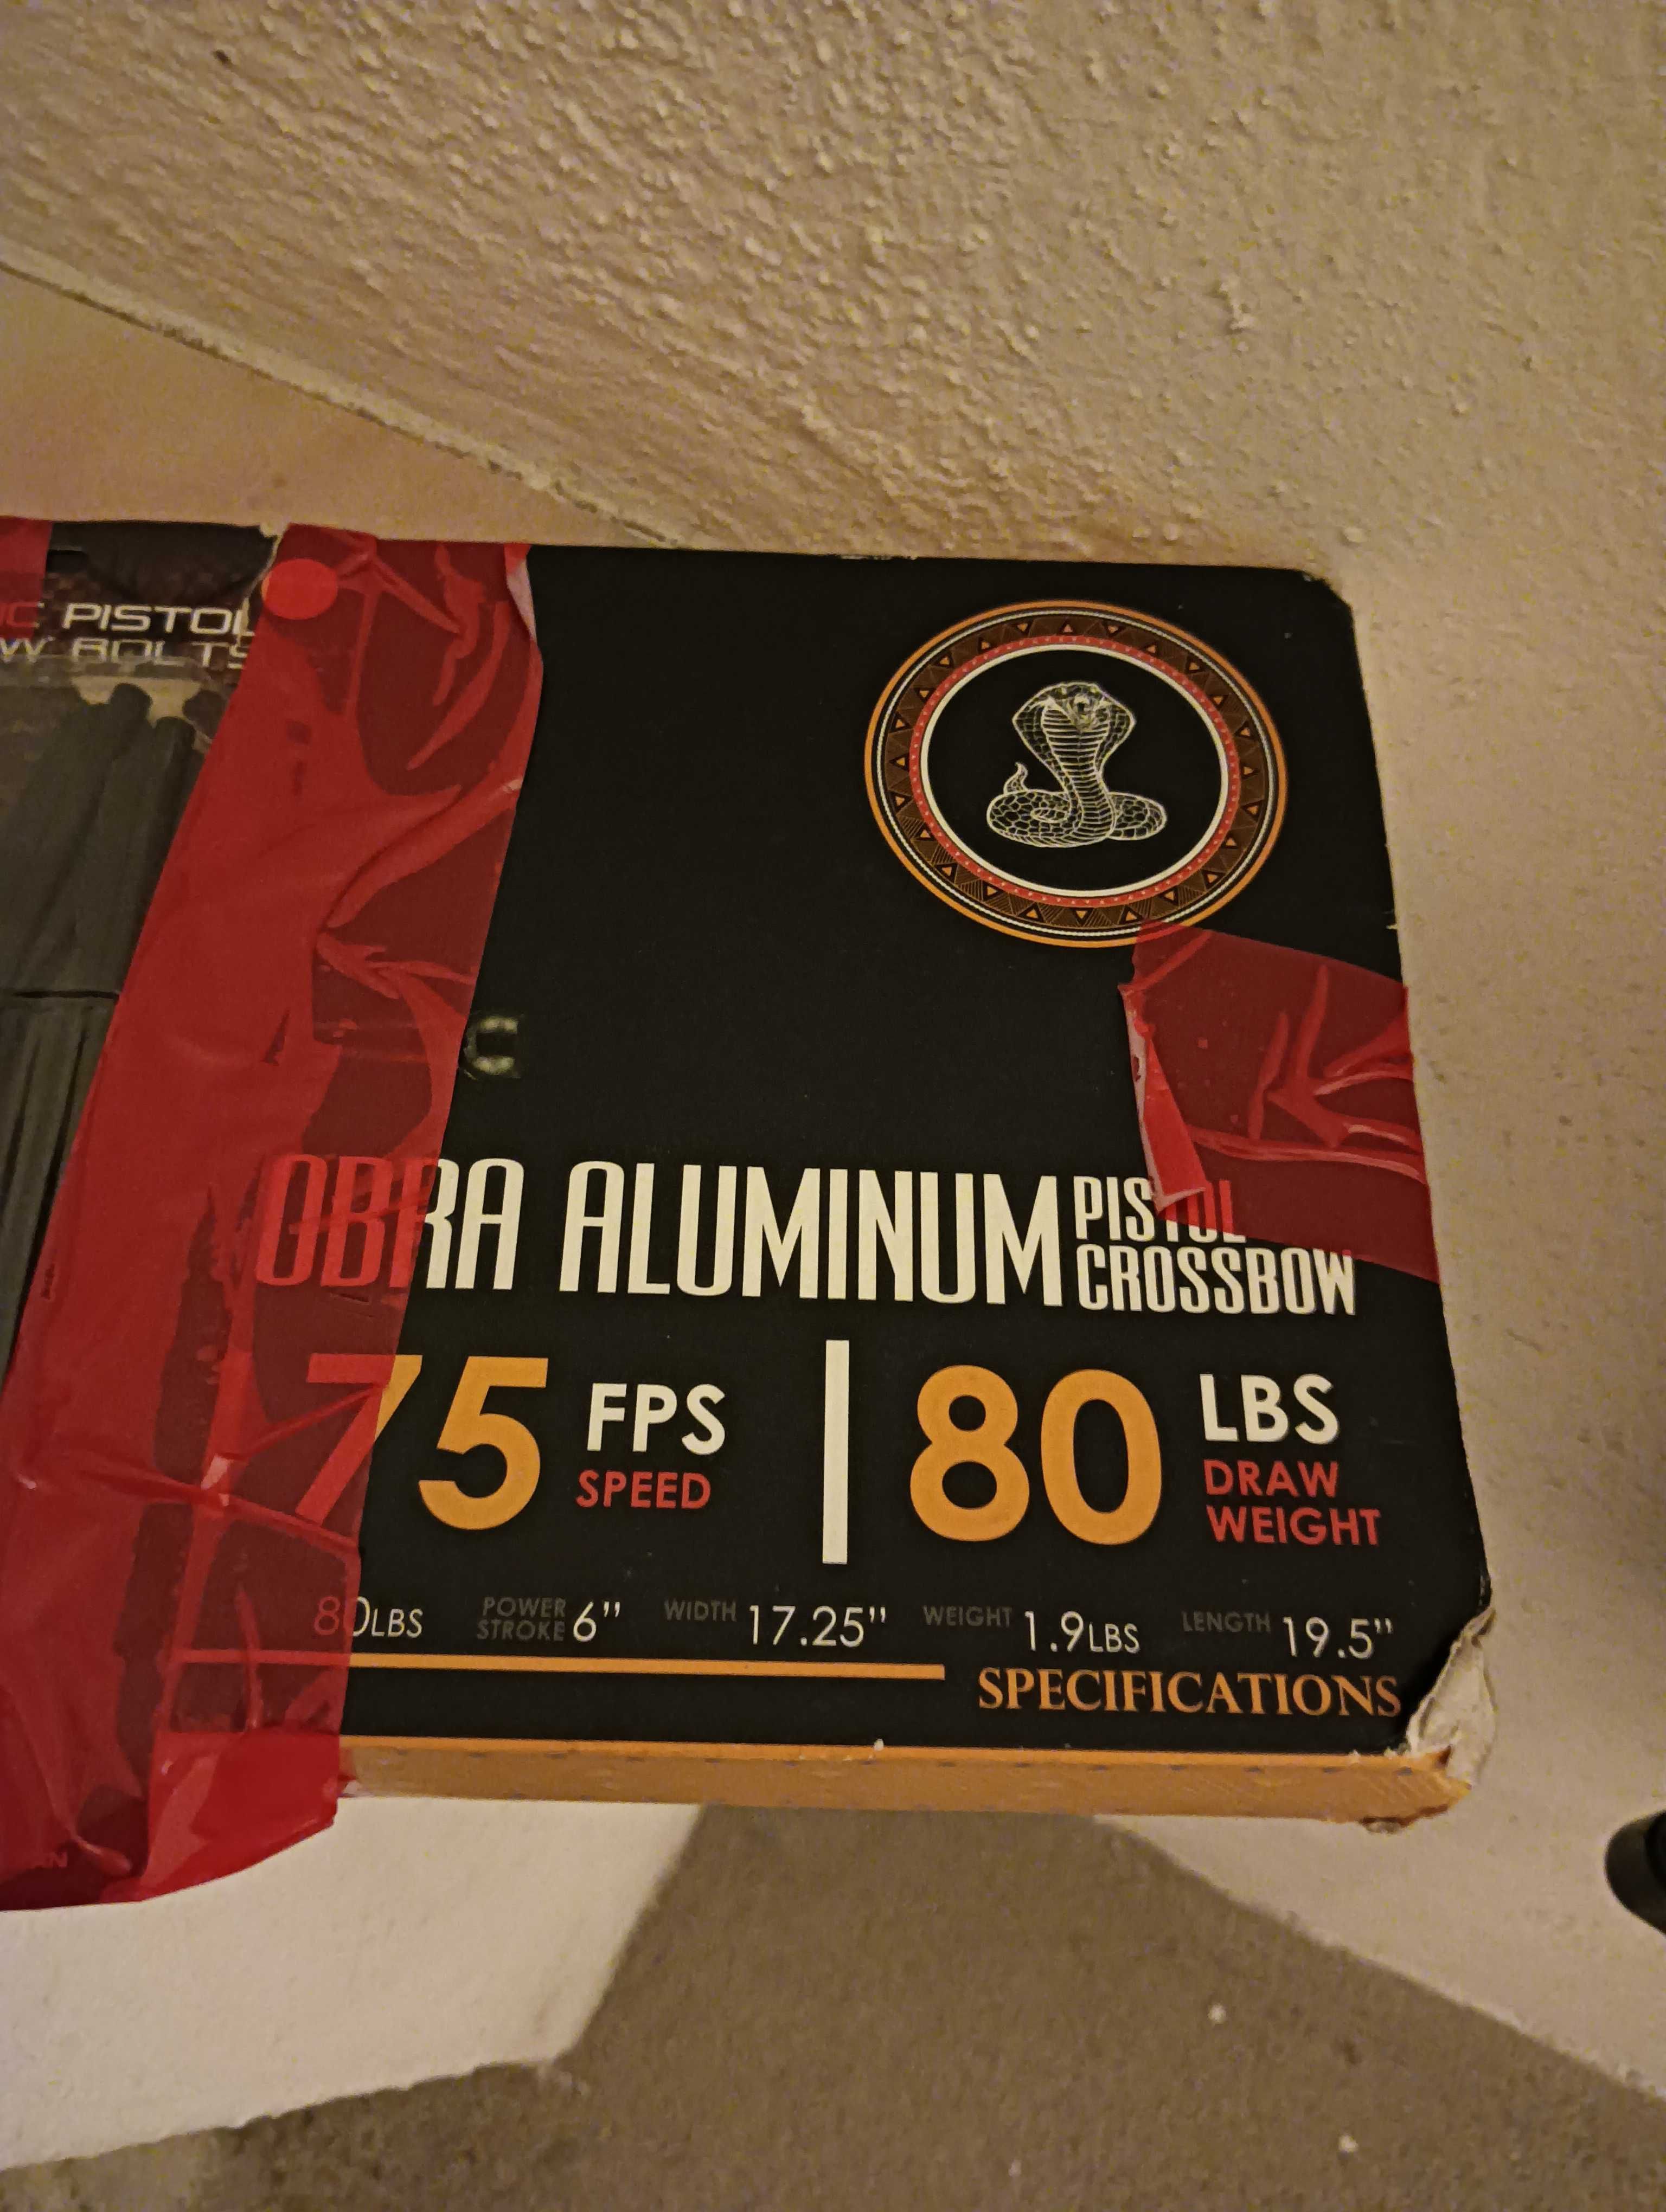 IC PISTOL
W BOLTS
C
OBRA ALUMINUM PISTOL
CROSSBOW
75 FPS
SPEED
80 LBS
DRAW
WEIGHT
80LBS POWER STROKE 6" WIDTH 17.25" WEIGHT 1.9LBS LENGTH 19.5"
SPECIFICATIONS